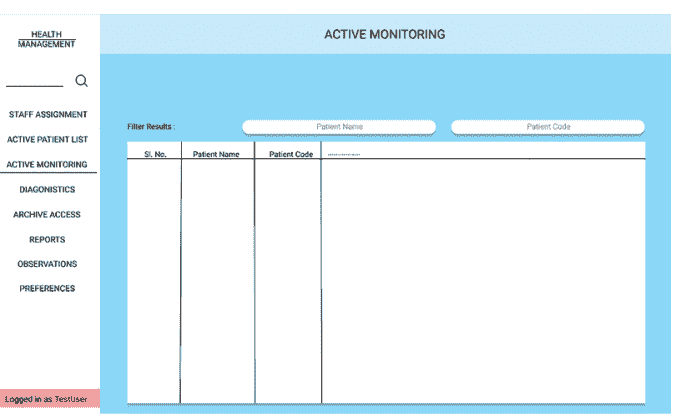 HEALTH
MANAGEMENT
STAFF ASSIGNMENT
ACTIVE PATIENT LIST
ACTIVE MONITORING
DIAGONISTICS
ARCHIVE ACCESS
REPORTS
OBSERVATIONS
PREFERENCES
Logged in as TestUser
ACTIVE MONITORING
Filter Results : Patient Name Patient Code
Sl. No. Patient Name Patient Code ---------------